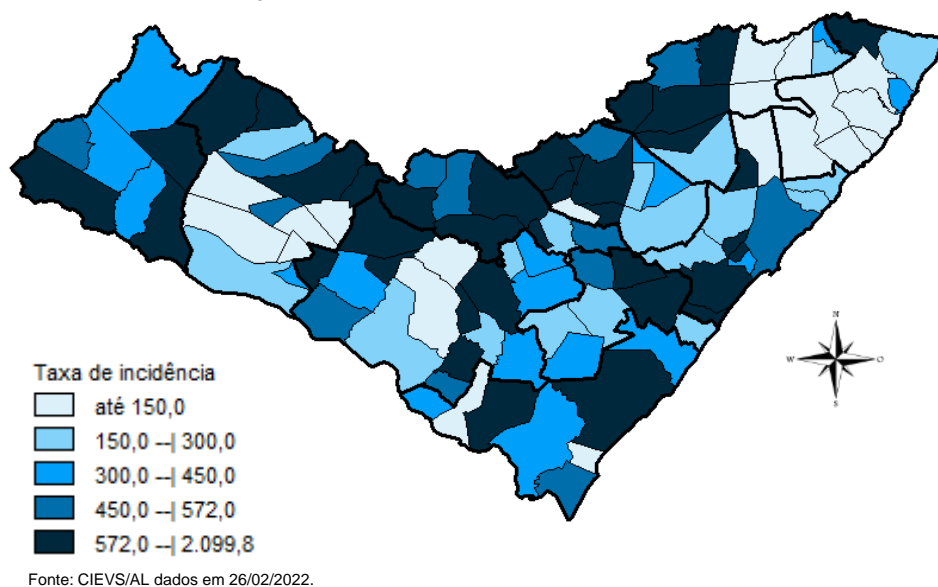 N
W
O
S
Taxa de incidência
até 150,0
150,0 --| 300,0
300,0 --| 450,0
450,0 --| 572,0
572,0 --| 2.099,8
Fonte: CIEVS/AL dados em 26/02/2022.